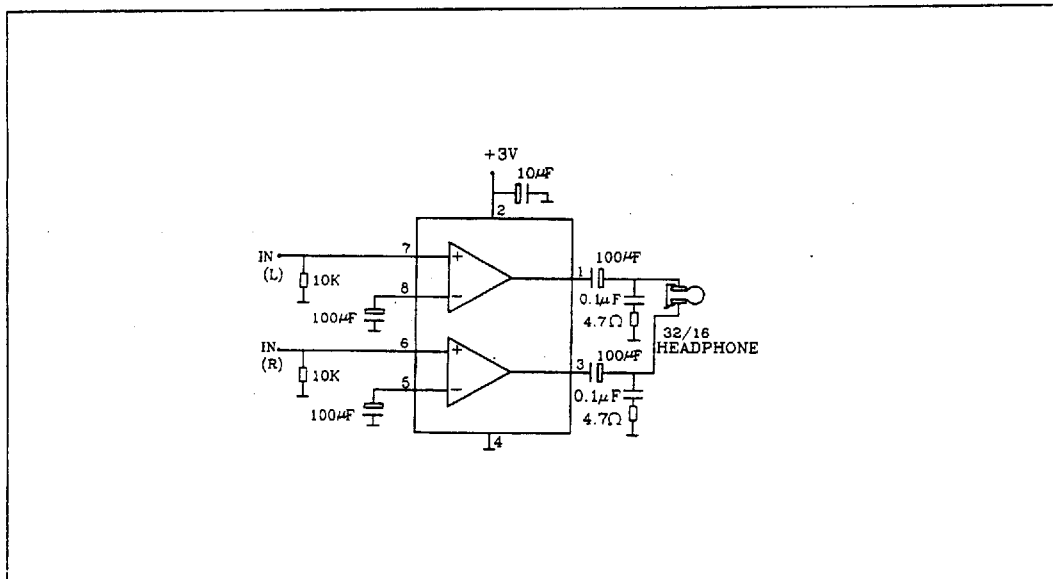 +3V
10µF
2
IN
(L)
7
10K
8
100µF
1
100µF
0.1µF
4.7Ω
32/16
HEADPHONE
IN
(R)
6
10K
5
100µF
3
100µF
0.1µF
4.7Ω
4
+
−
+
−